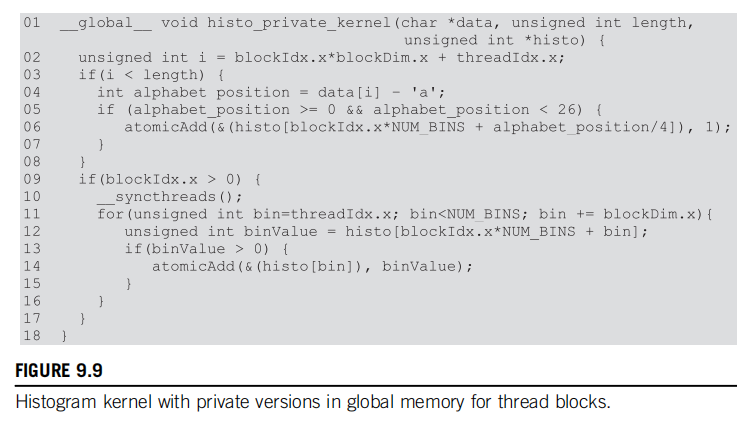 01  __global__ void histo_private_kernel(char *data, unsigned int length,
                                         unsigned int *histo) {
02    unsigned int i = blockIdx.x*blockDim.x + threadIdx.x;
03    if(i < length) {
04      int alphabet position = data[i] - 'a';
05      if (alphabet_position >= 0 && alphabet_position < 26) {
06        atomicAdd(&(histo[blockIdx.x*NUM_BINS + alphabet_position/4]), 1);
07      }
08    }
09    if(blockIdx.x > 0) {
10      __syncthreads();
11      for(unsigned int bin=threadIdx.x; bin<NUM_BINS; bin += blockDim.x){
12        unsigned int binValue = histo[blockIdx.x*NUM_BINS + bin];
13        if(binValue > 0) {
14          atomicAdd(&(histo[bin]), binValue);
15        }
16      }
17    }
18  }
FIGURE 9.9
Histogram kernel with private versions in global memory for thread blocks.